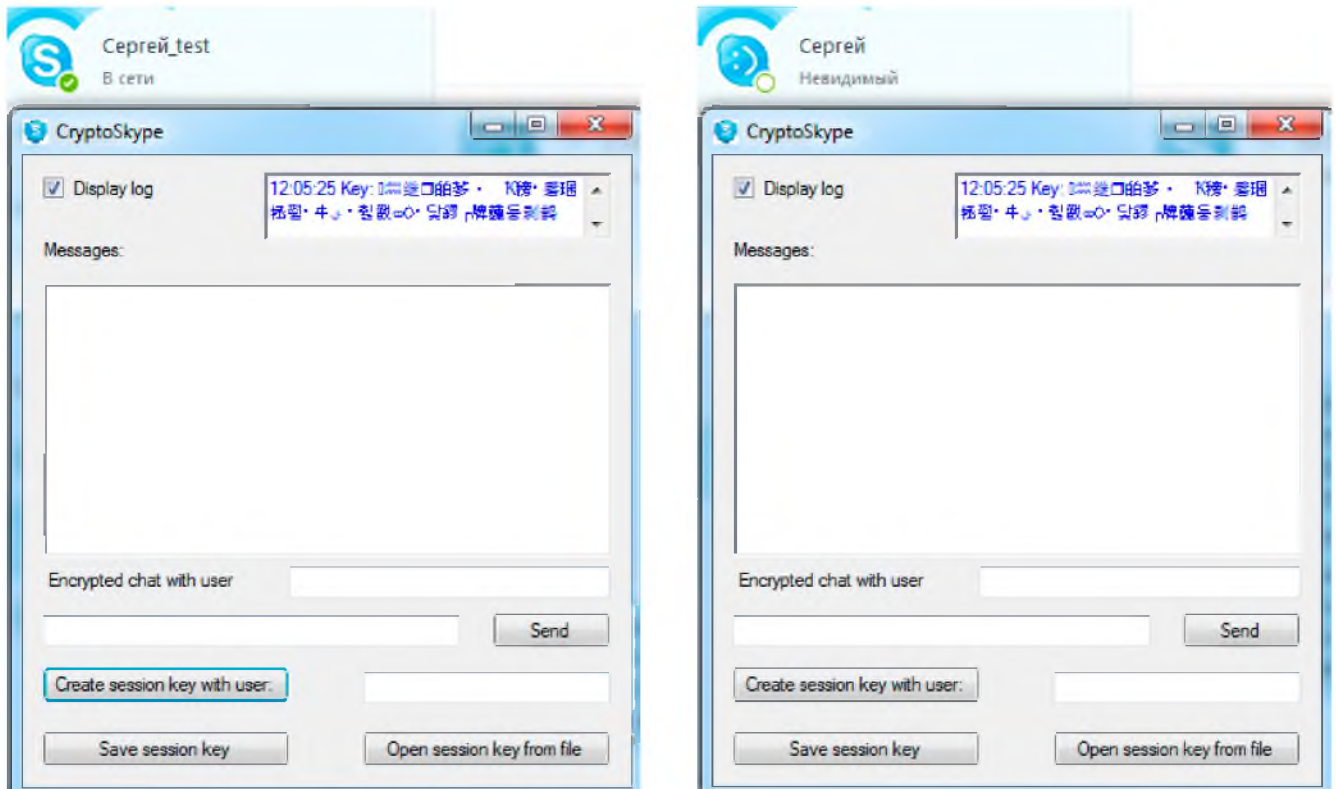 Сергей_test
В сети
CryptoSkype
Display log
12:05:25 Key:
Messages:
Encrypted chat with user
Send
Create session key with user:
Save session key
Open session key from file
Сергей
Невидимый
CryptoSkype
Display log
12:05:25 Key:
Messages:
Encrypted chat with user
Send
Create session key with user:
Save session key
Open session key from file